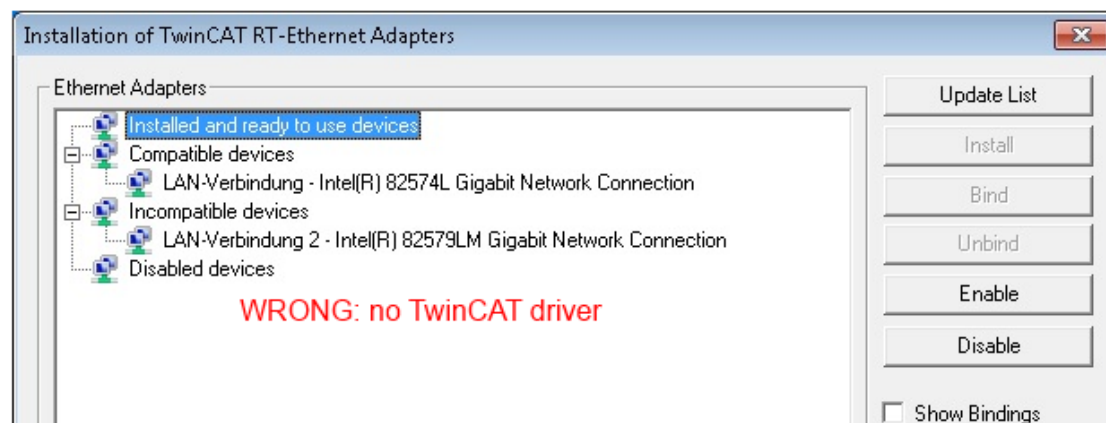 Installation of TwinCAT RT-Ethernet Adapters
Ethernet Adapters
Installed and ready to use devices
Compatible devices
LAN-Verbindung - Intel(R) 82574L Gigabit Network Connection
Incompatible devices
LAN-Verbindung 2 - Intel(R) 82579LM Gigabit Network Connection
Disabled devices
WRONG: no TwinCAT driver
Update List
Install
Bind
Unbind
Enable
Disable
Show Bindings